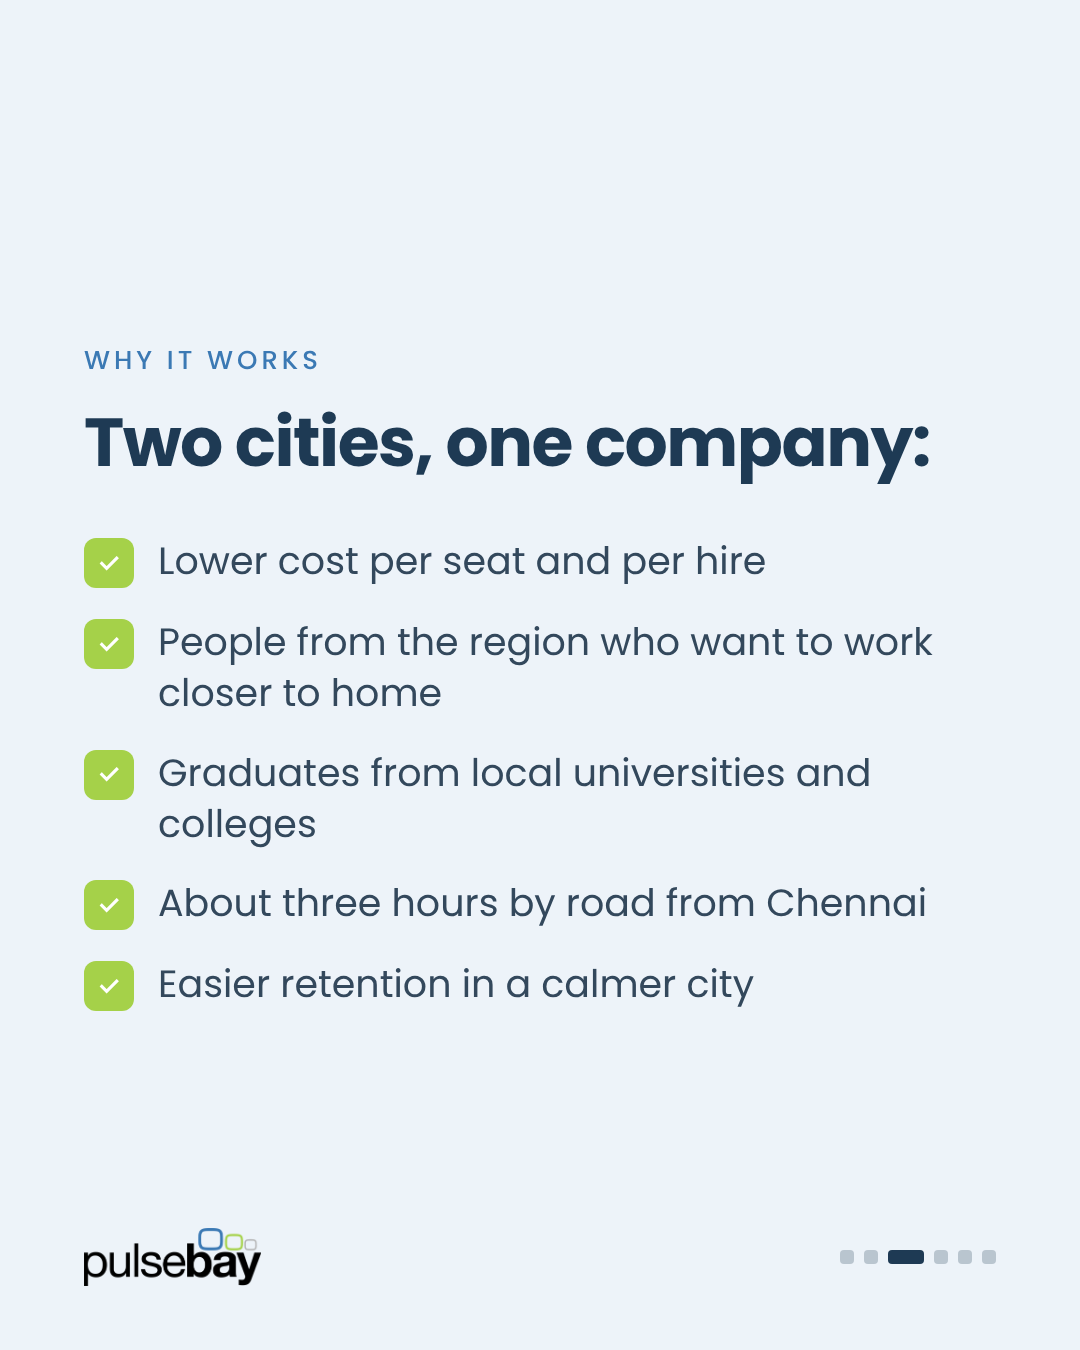 WHY IT WORKS
Two cities, one company:
Lower cost per seat and per hire
People from the region who want to work
closer to home
Graduates from local universities and
colleges
About three hours by road from Chennai
Easier retention in a calmer city
pulsebay